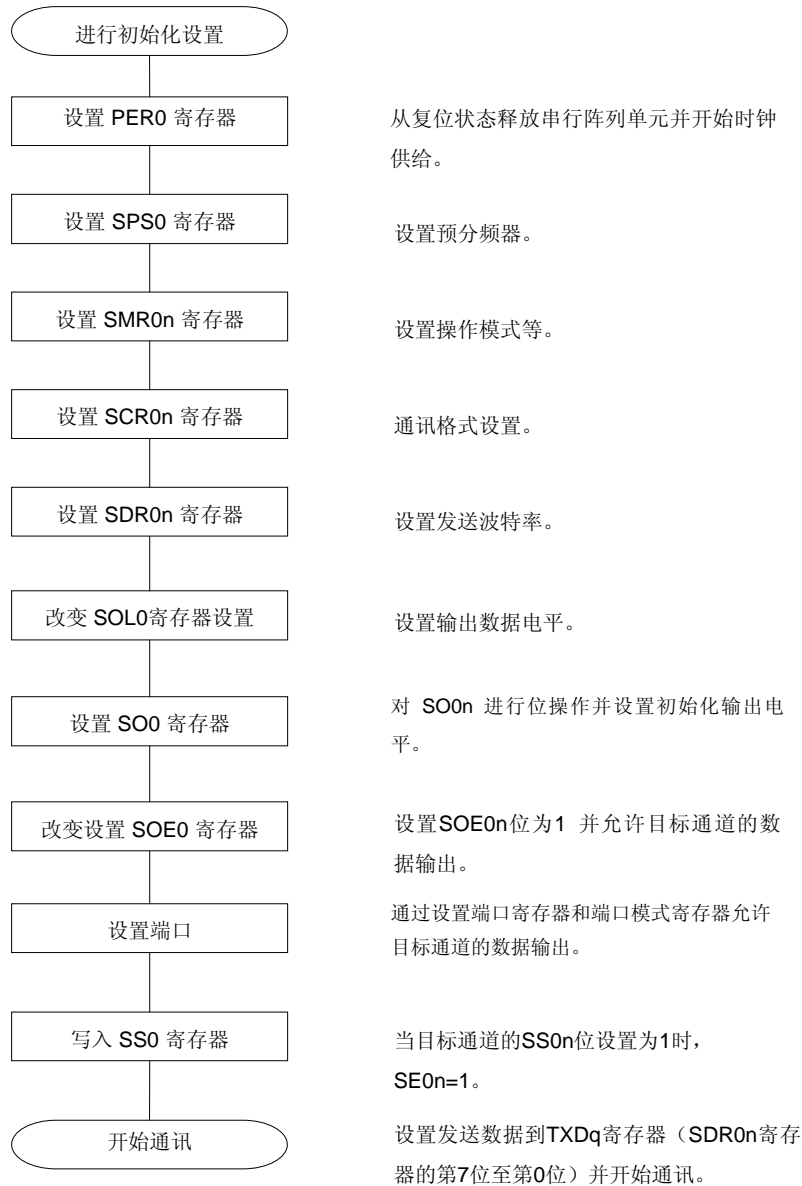 进行初始化设置
设置 PER0 寄存器
从复位状态释放串行阵列单元并开始时钟
供给。
设置 SPS0 寄存器
设置预分频器。
设置 SMR0n 寄存器
设置操作模式等。
设置 SCR0n 寄存器
通讯格式设置。
设置 SDR0n 寄存器
设置发送波特率。
改变 SOL0寄存器设置
设置输出数据电平。
设置 SO0 寄存器
对 SO0n 进行位操作并设置初始化输出电
平。
改变设置 SOE0 寄存器
设置SOE0n位为1 并允许目标通道的数
据输出。
设置端口
通过设置端口寄存器和端口模式寄存器允许
目标通道的数据输出。
写入 SS0 寄存器
当目标通道的SS0n位设置为1时，
SE0n=1。
开始通讯
设置发送数据到TXDq寄存器（SDR0n寄存
器的第7位至第0位）并开始通讯。